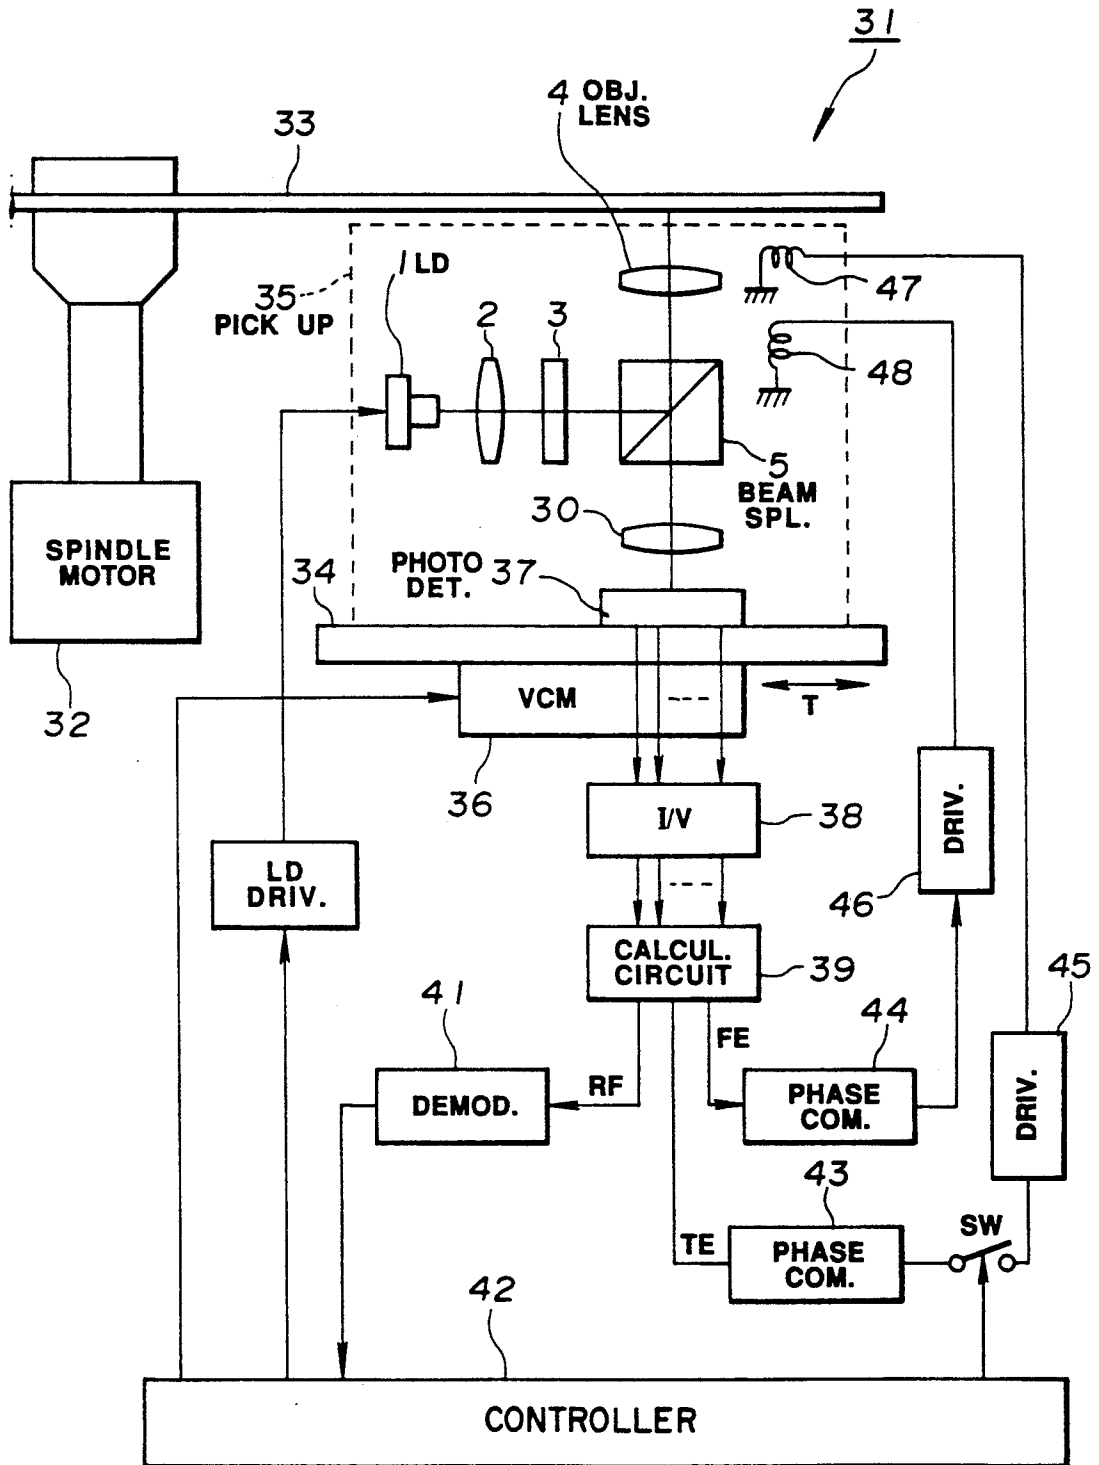 31
4 OBJ.
LENS
33
1 LD
35
PICK UP
2
3
47
48
5
BEAM
SPL.
30
SPINDLE
MOTOR
34
PHOTO
DET.
37
32
VCM
T
36
I/V
38
DRIV.
46
LD
DRIV.
CALCUL.
CIRCUIT
39
45
41
44
FE
RF
DEMOD.
PHASE
COM.
DRIV.
43
SW
TE
PHASE
COM.
42
CONTROLLER